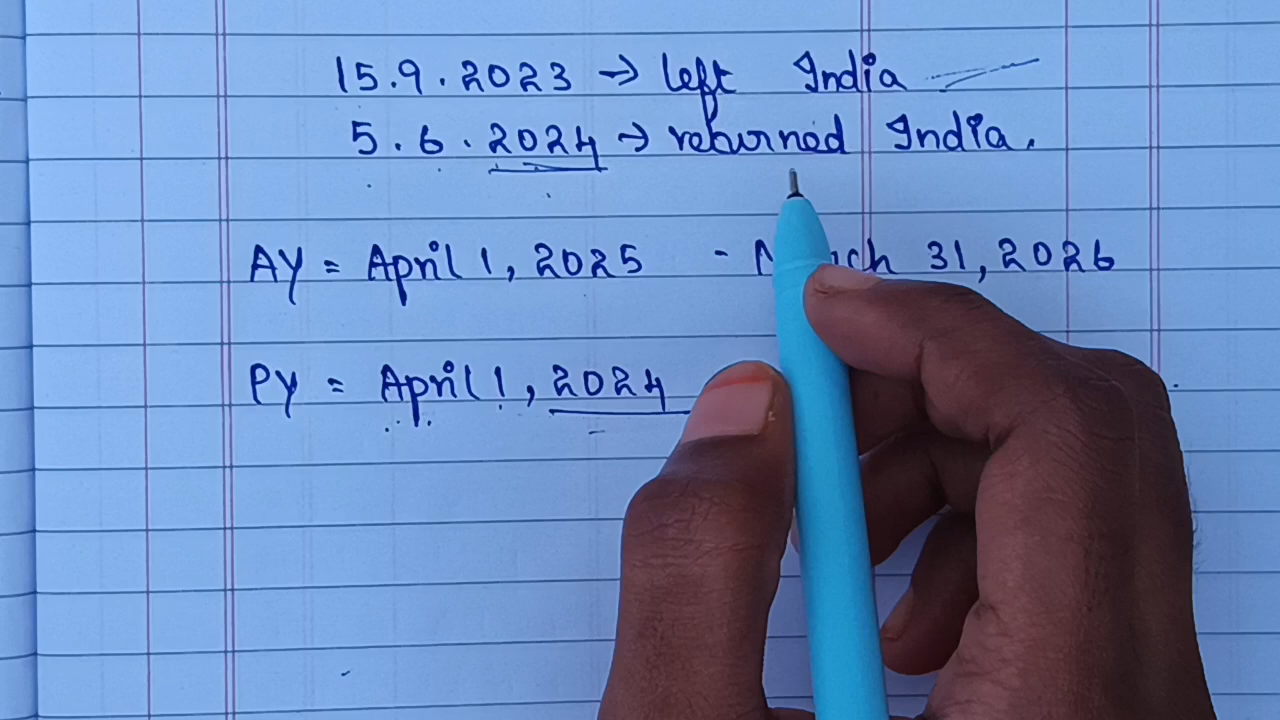 15.9.2023 → left India
5.6.2024 → returned India.
AY = April 1, 2025 - March 31, 2026
PY = April 1, 2024